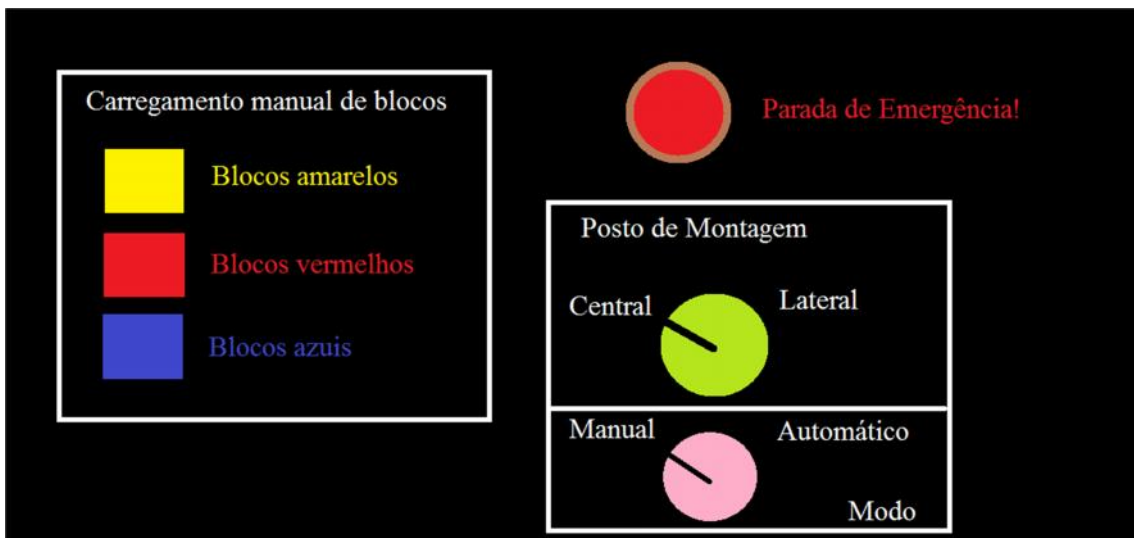 Carregamento manual de blocos
Blocos amarelos
Blocos vermelhos
Blocos azuis
Parada de Emergência!
Posto de Montagem
Central
Lateral
Manual
Automático
Modo